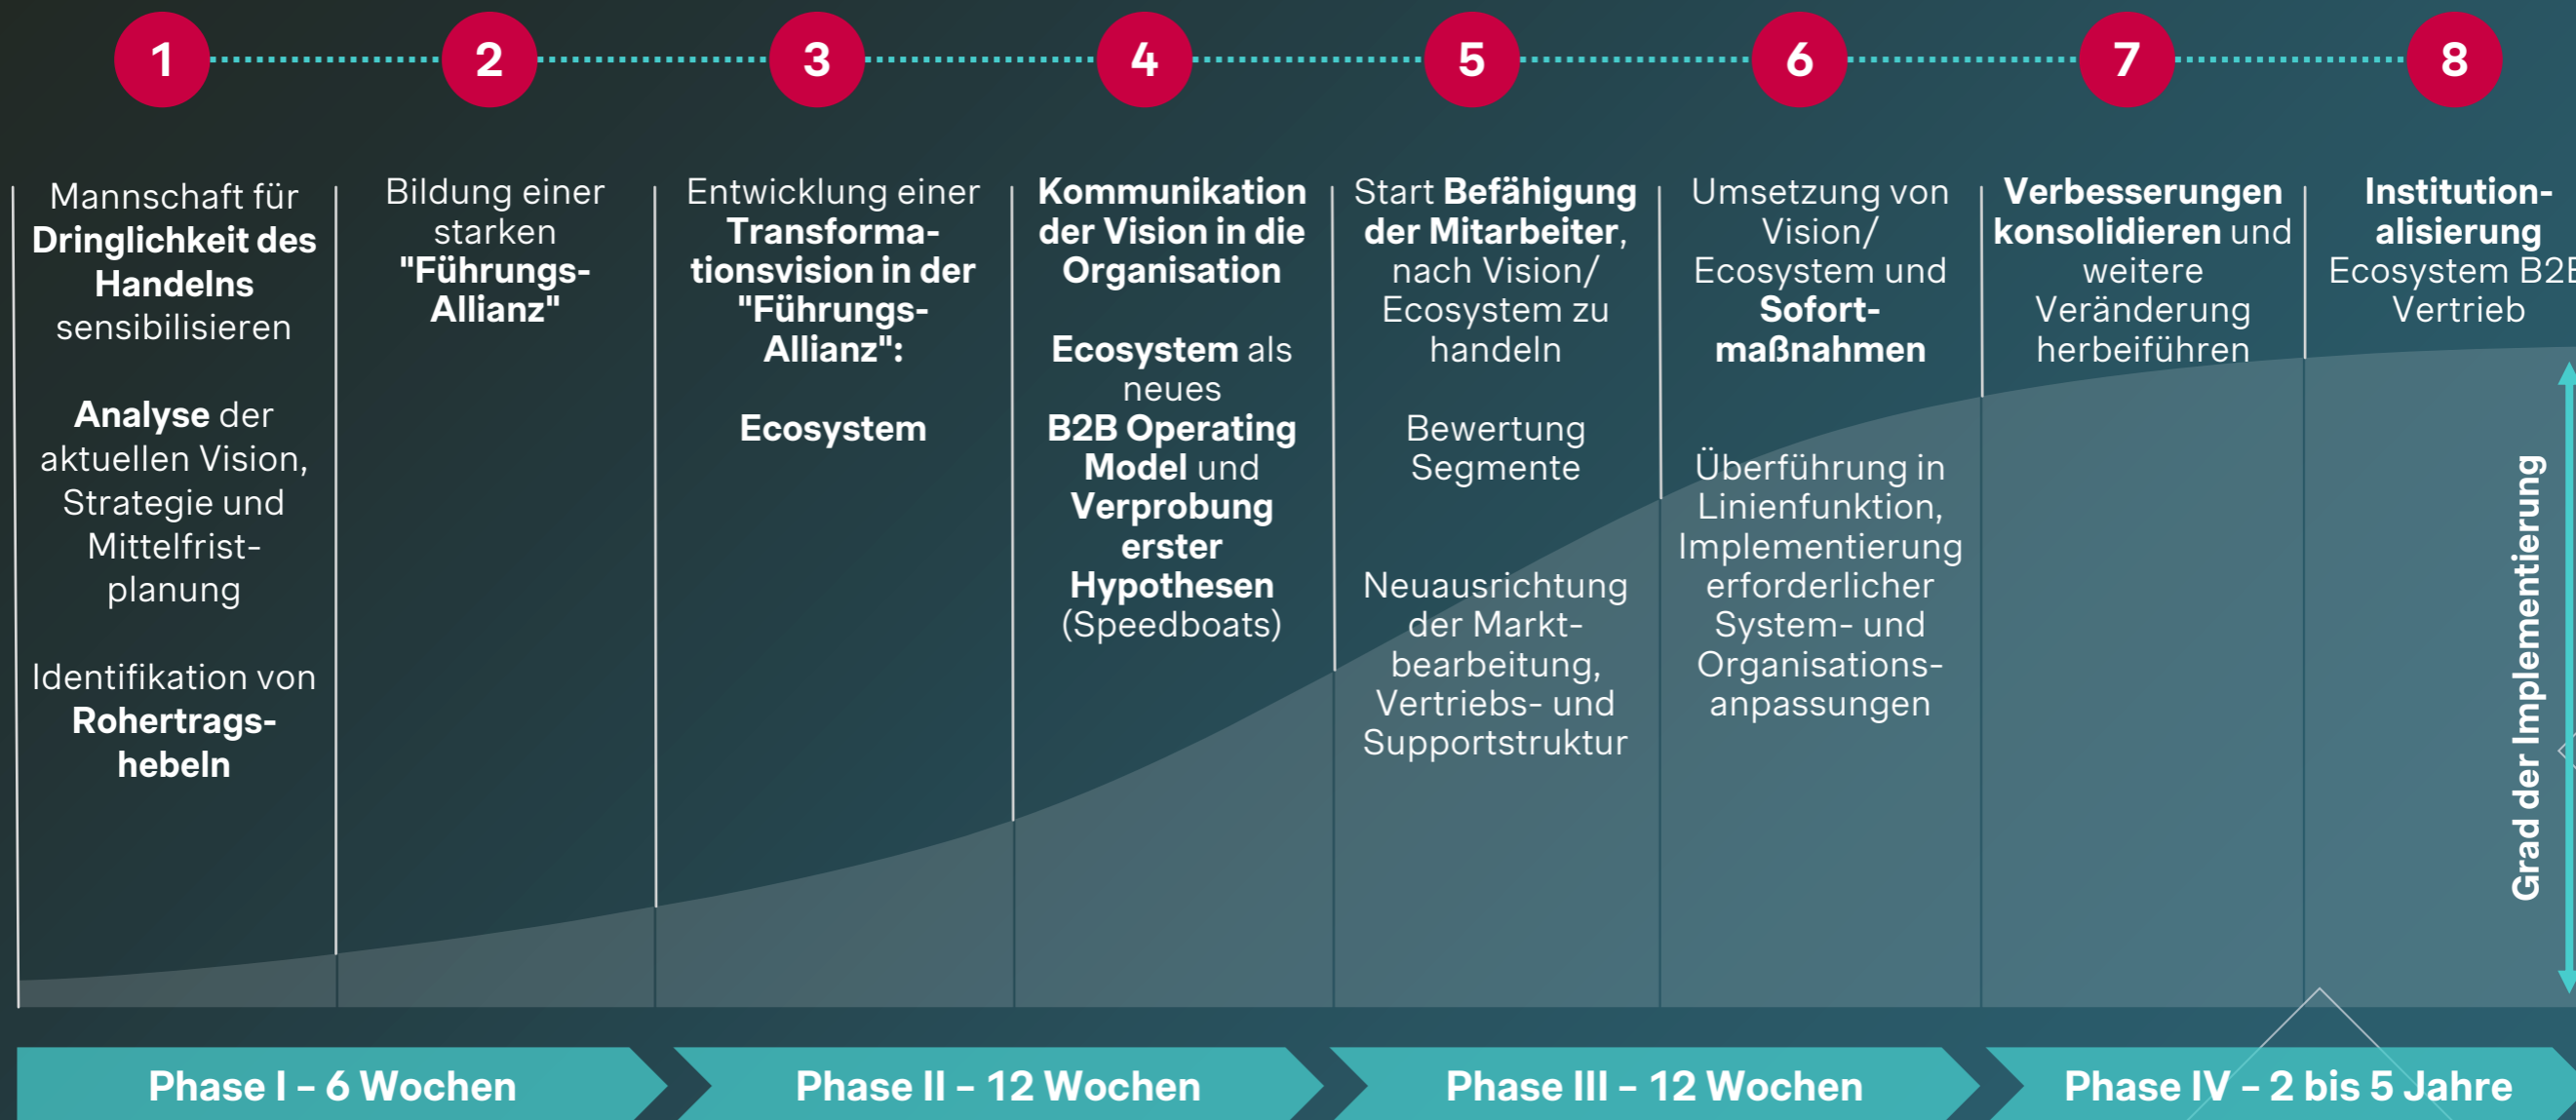 1
2
3
4
5
6
7
8
Mannschaft für
Dringlichkeit des
Handelns
sensibilisieren
Analyse der
aktuellen Vision,
Strategie und
Mittelfrist-
planung
Identifikation von
Rohertrags-
hebeln
Bildung einer
starken
"Führungs-
Allianz"
Entwicklung einer
Transforma-
tionsvision in der
"Führungs-
Allianz":
Ecosystem
Kommunikation
der Vision in die
Organisation
Ecosystem als
neues
B2B Operating
Model und
Verprobung
erster
Hypothesen
(Speedboats)
Start Befähigung
der Mitarbeiter,
nach Vision/
Ecosystem zu
handeln
Bewertung
Segmente
Neuausrichtung
der Markt-
bearbeitung,
Vertriebs- und
Supportstruktur
Umsetzung von
Vision/
Ecosystem und
Sofort-
maßnahmen
Überführung in
Linienfunktion,
Implementierung
erforderlicher
System- und
Organisations-
anpassungen
Verbesserungen
konsolidieren und
weitere
Veränderung
herbeiführen
Institution-
alisierung
Ecosystem B2B
Vertrieb
Grad der Implementierung
Phase I – 6 Wochen
Phase II – 12 Wochen
Phase III – 12 Wochen
Phase IV – 2 bis 5 Jahre